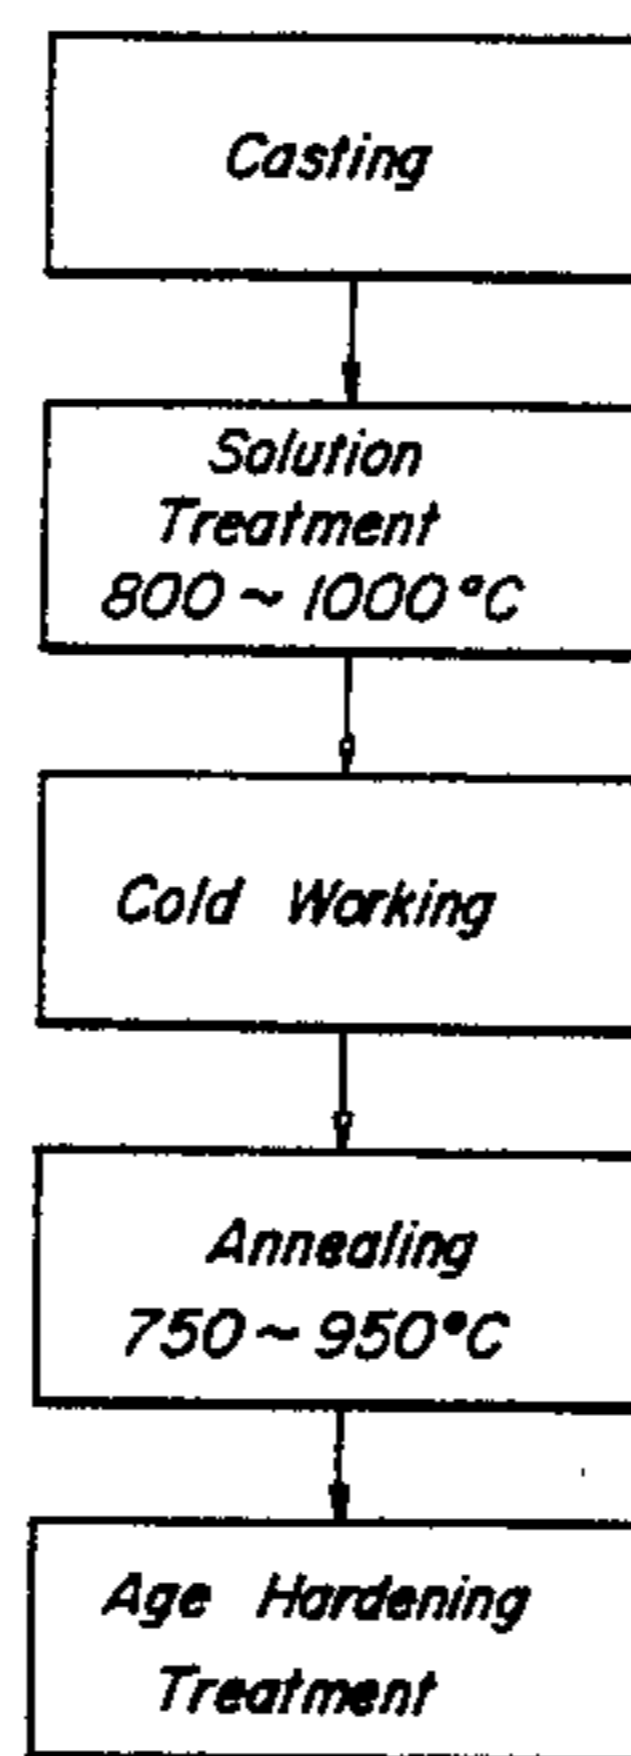 Casting
Solution
Treatment
800 ~ 1000°C
Cold Working
Annealing
750 ~ 950°C
Age Hardening
Treatment